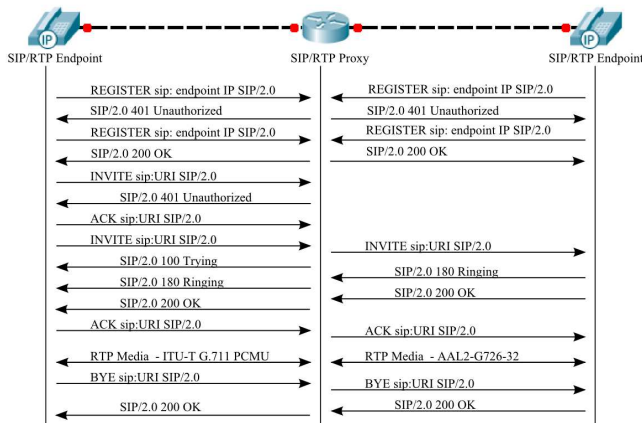 IP
IP
SIP/RTP Endpoint
SIP/RTP Proxy
SIP/RTP Endpoint
REGISTER sip: endpoint IP SIP/2.0
REGISTER sip: endpoint IP SIP/2.0
SIP/2.0 401 Unauthorized
SIP/2.0 401 Unauthorized
REGISTER sip: endpoint IP SIP/2.0
REGISTER sip: endpoint IP SIP/2.0
SIP/2.0 200 OK
SIP/2.0 200 OK
INVITE sip:URI SIP/2.0
SIP/2.0 401 Unauthorized
ACK sip:URI SIP/2.0
INVITE sip:URI SIP/2.0
INVITE sip:URI SIP/2.0
SIP/2.0 100 Trying
SIP/2.0 180 Ringing
SIP/2.0 180 Ringing
SIP/2.0 200 OK
SIP/2.0 200 OK
ACK sip:URI SIP/2.0
ACK sip:URI SIP/2.0
RTP Media - ITU-T G.711 PCMU
RTP Media - AAL2-G726-32
BYE sip:URI SIP/2.0
BYE sip:URI SIP/2.0
SIP/2.0 200 OK
SIP/2.0 200 OK